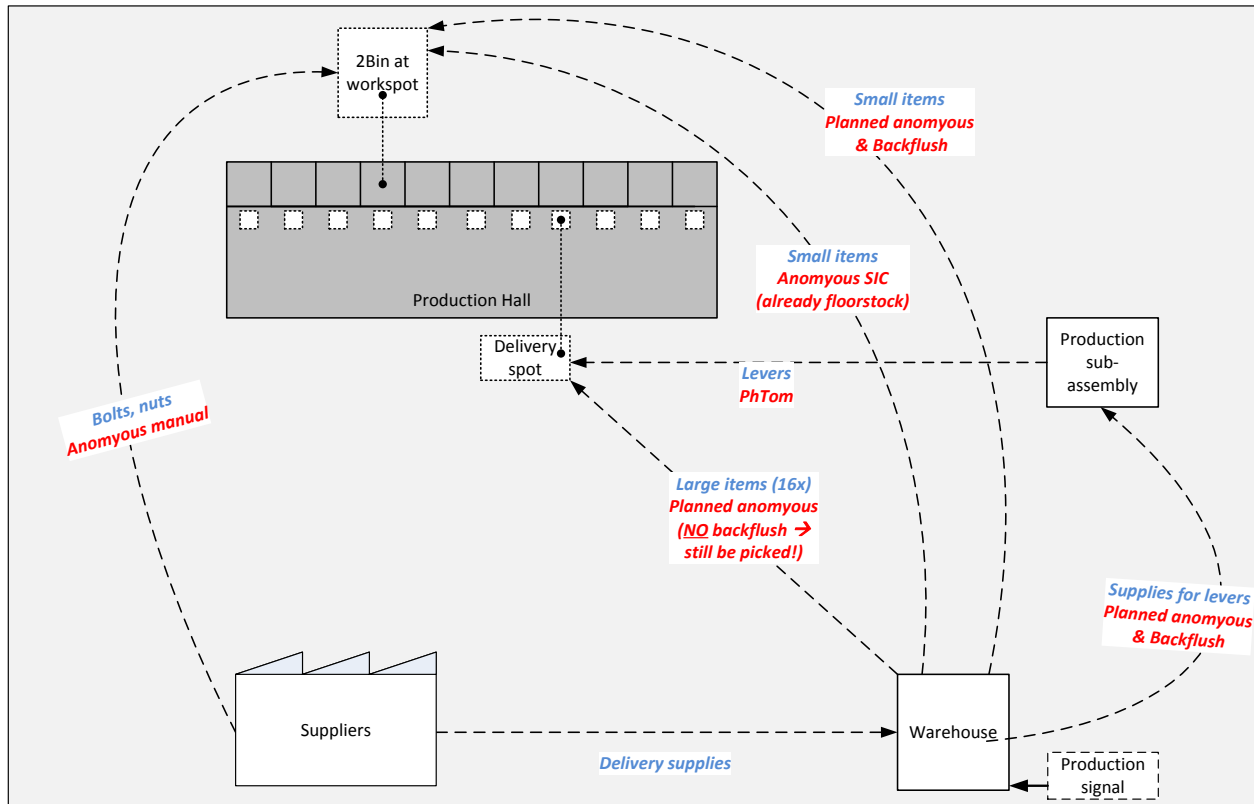 2Bin at
workspot
Small items
Planned anomyous
& Backflush
Small items
Anomyous SIC
(already floorstock)
Production Hall
Delivery
spot
Production
sub-
assembly
Levers
PhTom
Bolts, nuts
Anomyous manual
Large items (16x)
Planned anomyous
(NO backflush →
still be picked!)
Supplies for levers
Planned anomyous
& Backflush
Suppliers
Warehouse
Delivery supplies
Production
signal